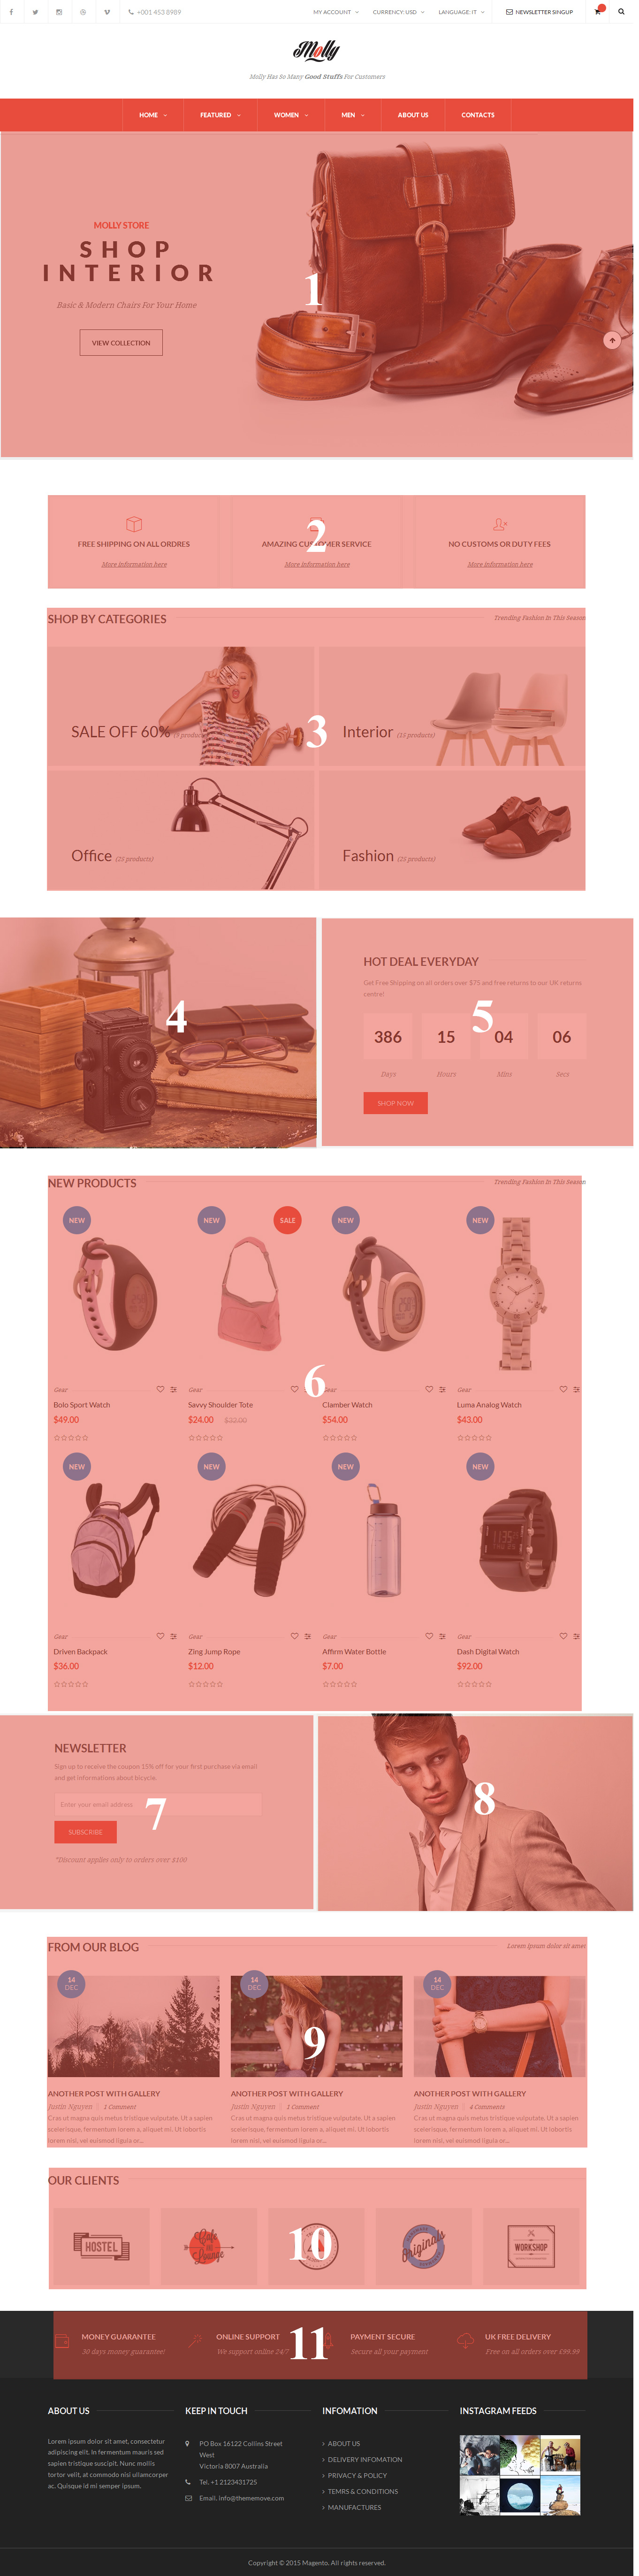 +001 453 8989
MY ACCOUNT
CURRENCY: USD
LANGUAGE: IT
NEWSLETTER SINGUP
Molly
Molly Has So Many Good Stuffs For Customers
HOME
FEATURED
WOMEN
MEN
ABOUT US
CONTACTS
MOLLY STORE
SHOP
INTERIOR
Basic & Modern Chairs For Your Home
VIEW COLLECTION
1
FREE SHIPPING ON ALL ORDRES
More information here
AMAZING CUSTOMER SERVICE
More information here
NO CUSTOMS OR DUTY FEES
More information here
2
SHOP BY CATEGORIES
Trending Fashion In This Season
SALE OFF 60%
Interior (25 products)
3
Office (25 products)
Fashion (25 products)
4
HOT DEAL EVERYDAY
Get Free Shipping on all orders over $75 and free returns to our UK returns
centre!
5
386 15 04 06
Days Hours Mins Secs
SHOP NOW
NEW PRODUCTS
Trending Fashion In This Season
NEW NEW SALE NEW NEW
6
Gear Gear Gear Gear
Bolo Sport Watch
$49.00
Savvy Shoulder Tote
$24.00 $32.00
Clamber Watch
$54.00
Luma Analog Watch
$43.00
NEW NEW NEW NEW
Gear Gear Gear Gear
Driven Backpack
$36.00
Zing Jump Rope
$12.00
Affirm Water Bottle
$7.00
Dash Digital Watch
$92.00
NEWSLETTER
Sign up to receive the coupon 15% off for your first purchase via email
and get informations about bicycle.
Enter your email address
7
SUBSCRIBE
*Discount applies only to orders over $100
8
FROM OUR BLOG
Lorem ipsum dolor sit amet
14
DEC
14
DEC
14
DEC
9
ANOTHER POST WITH GALLERY
Justin Nguyen 3 Comment
Cras ut magna quis metus tristique vulputate. Ut a sapien
scelerisque, fermentum lorem a, aliquet mi. Ut lobortis
lorem nisi, vel euismod ligula or...
ANOTHER POST WITH GALLERY
Justin Nguyen 1 Comment
Cras ut magna quis metus tristique vulputate. Ut a sapien
scelerisque, fermentum lorem a, aliquet mi. Ut lobortis
lorem nisi, vel euismod ligula or...
ANOTHER POST WITH GALLERY
Justin Nguyen 4 Comments
Cras ut magna quis metus tristique vulputate. Ut a sapien
scelerisque, fermentum lorem a, aliquet mi. Ut lobortis
lorem nisi, vel euismod ligula or...
OUR CLIENTS
HOSTEL
Cafe
Lounge
10
Originals
WORKSHOP
11
MONEY GUARANTEE
30 days money guarantee!
ONLINE SUPPORT
We support online 24/7
PAYMENT SECURE
Secure all your payment
UK FREE DELIVERY
Free on all orders over £99.99
ABOUT US
Lorem ipsum dolor sit amet, consectetur
adipiscing elit. In fermentum mauris sed
sapien tristique suscipit. Nunc mollis
tortor velit, at commodo nisi ullamcorper
ac. Quisque id mi semper ipsum.
KEEP IN TOUCH
PO Box 16122 Collins Street
West
Victoria 8007 Australia
Tel. +1 2123431725
Email. info@thememove.com
INFOMATION
ABOUT US
DELIVERY INFOMATION
PRIVACY & POLICY
TEMRS & CONDITIONS
MANUFACTURES
INSTAGRAM FEEDS
Copyright © 2015 Magento. All rights reserved.